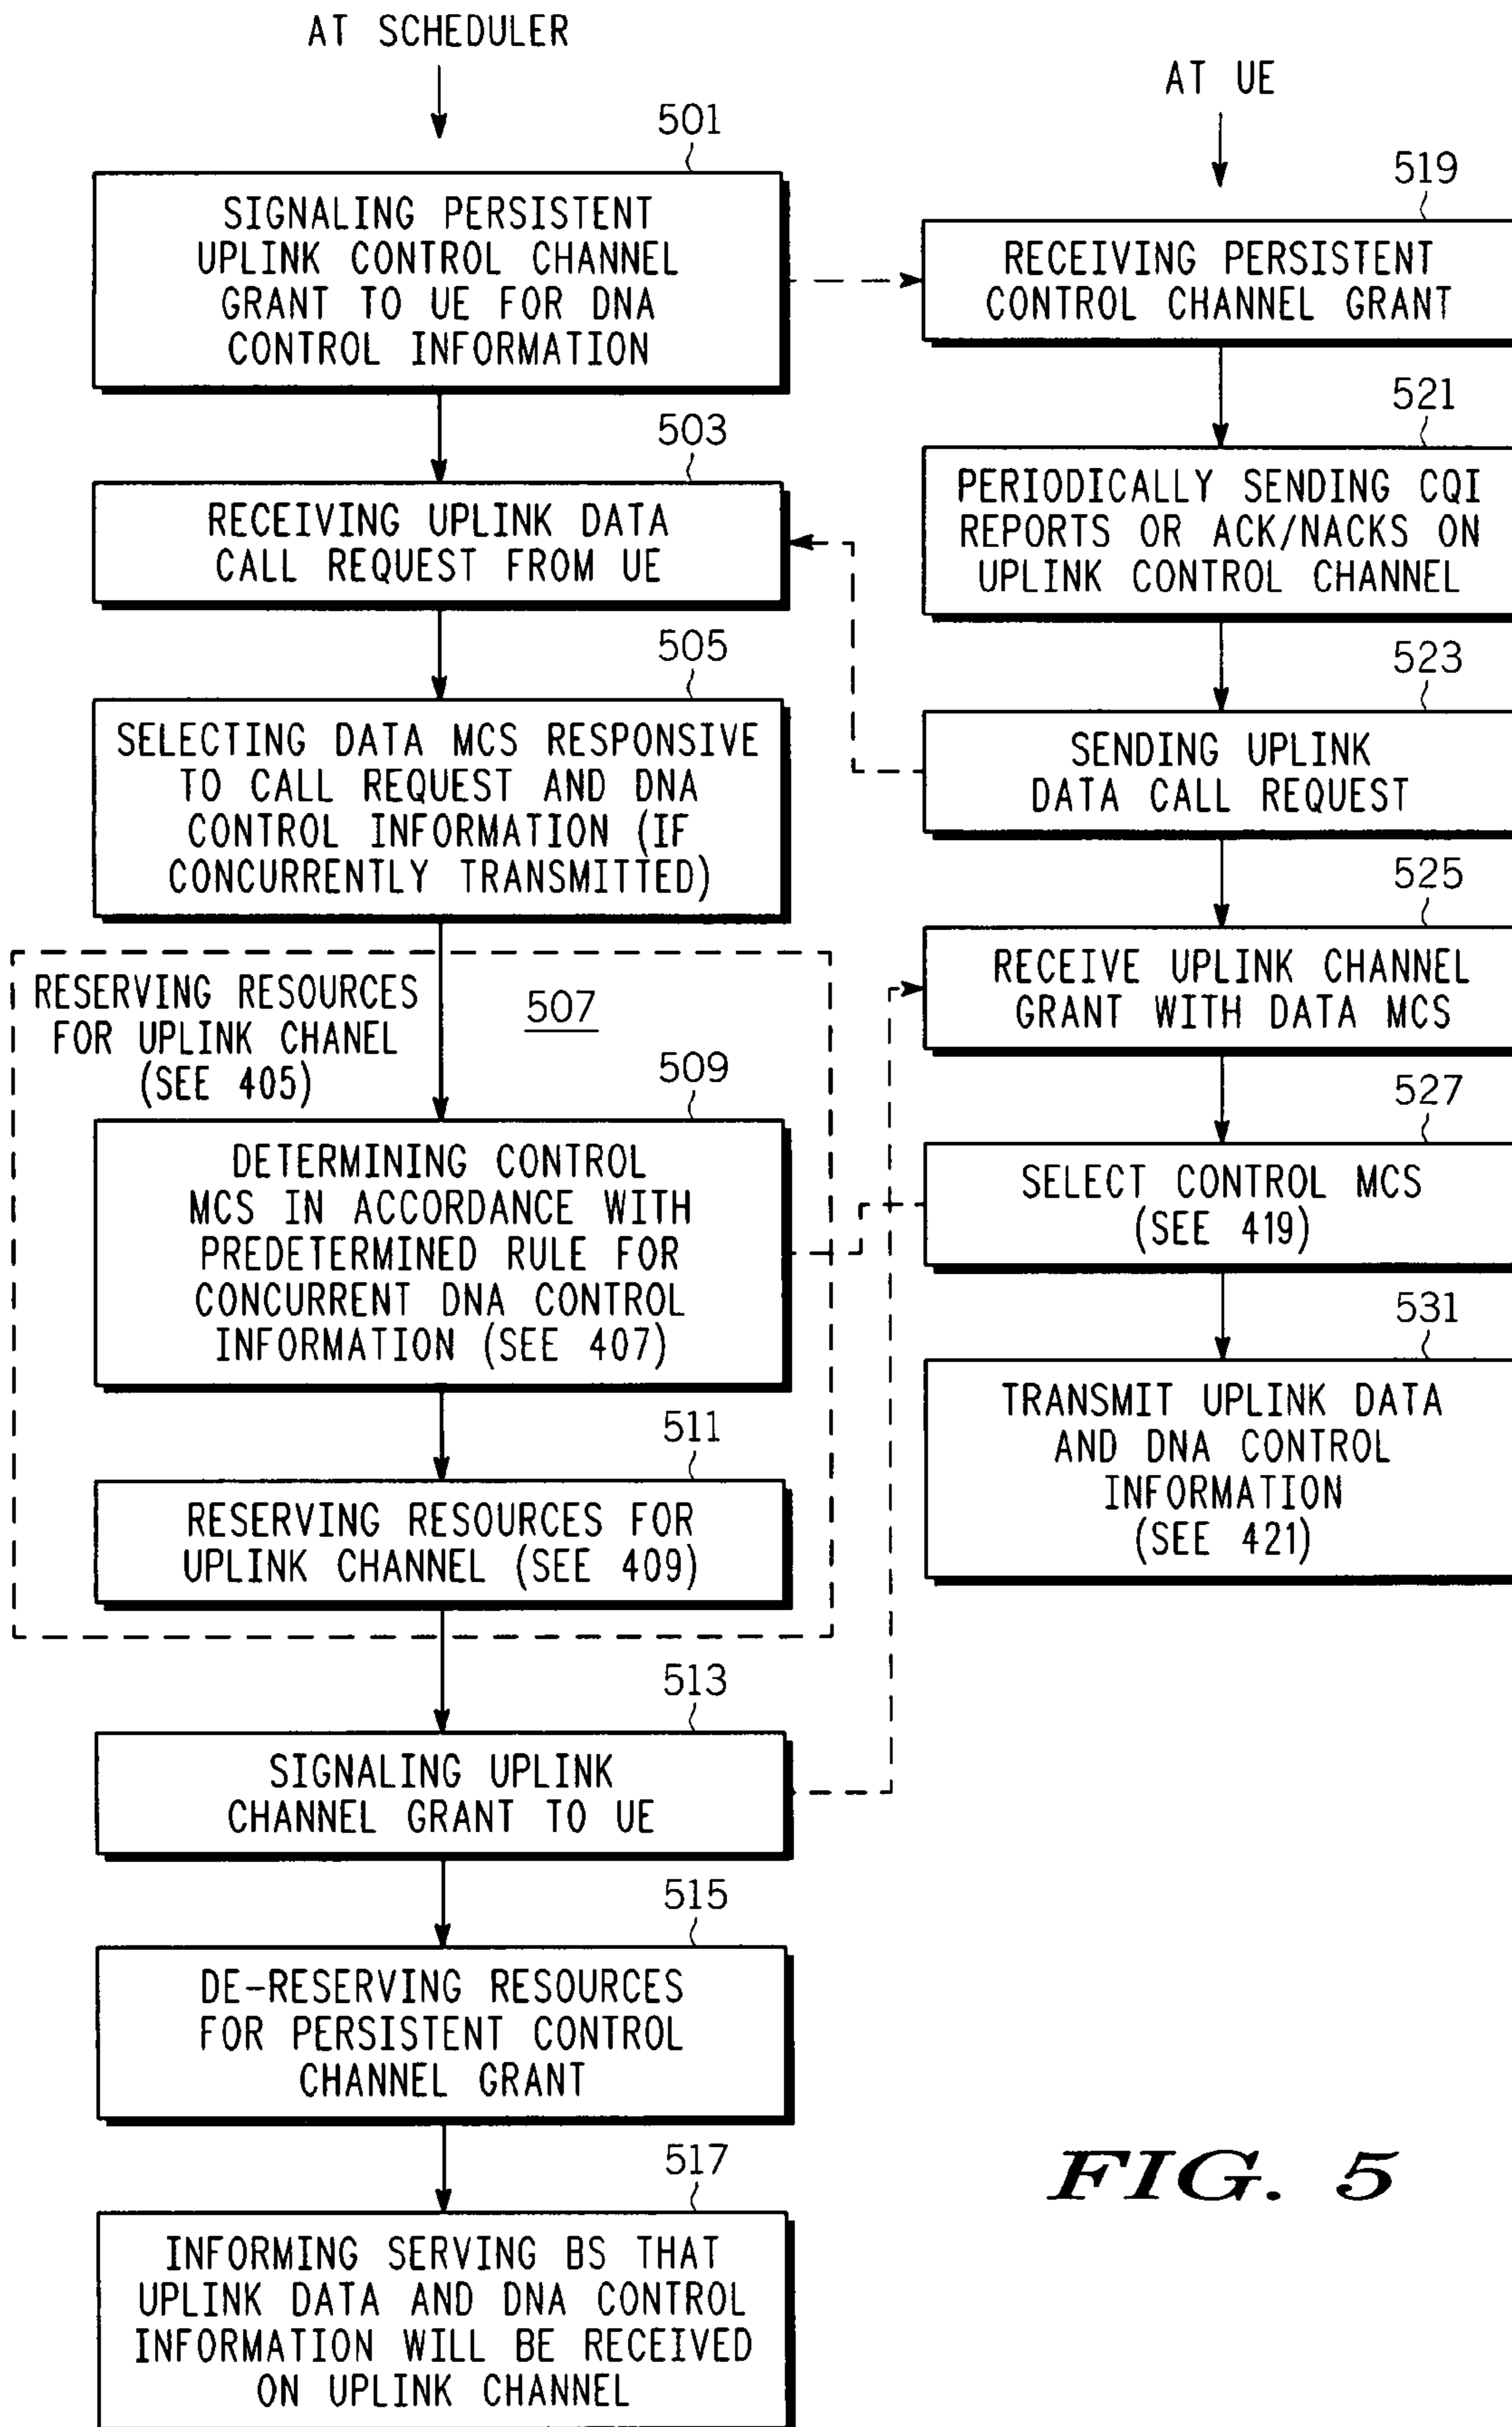 AT SCHEDULER
501
SIGNALING PERSISTENT
UPLINK CONTROL CHANNEL
GRANT TO UE FOR DNA
CONTROL INFORMATION
503
RECEIVING UPLINK DATA
CALL REQUEST FROM UE
505
SELECTING DATA MCS RESPONSIVE
TO CALL REQUEST AND DNA
CONTROL INFORMATION (IF
CONCURRENTLY TRANSMITTED)
RESERVING RESOURCES
FOR UPLINK CHANEL
(SEE 405)
507
509
DETERMINING CONTROL
MCS IN ACCORDANCE WITH
PREDETERMINED RULE FOR
CONCURRENT DNA CONTROL
INFORMATION (SEE 407)
511
RESERVING RESOURCES FOR
UPLINK CHANNEL (SEE 409)
513
SIGNALING UPLINK
CHANNEL GRANT TO UE
515
DE-RESERVING RESOURCES
FOR PERSISTENT CONTROL
CHANNEL GRANT
517
INFORMING SERVING BS THAT
UPLINK DATA AND DNA CONTROL
INFORMATION WILL BE RECEIVED
ON UPLINK CHANNEL
AT UE
519
RECEIVING PERSISTENT
CONTROL CHANNEL GRANT
521
PERIODICALLY SENDING CQI
REPORTS OR ACK/NACKS ON
UPLINK CONTROL CHANNEL
523
SENDING UPLINK
DATA CALL REQUEST
525
RECEIVE UPLINK CHANNEL
GRANT WITH DATA MCS
527
SELECT CONTROL MCS
(SEE 419)
531
TRANSMIT UPLINK DATA
AND DNA CONTROL
INFORMATION
(SEE 421)
FIG. 5